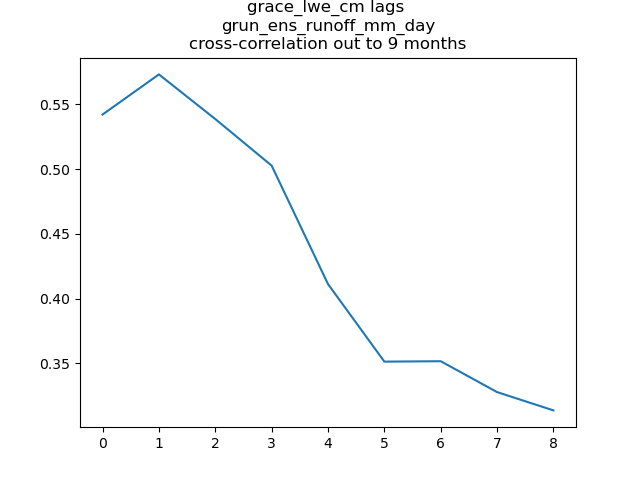 grace_lwe_cm lags
grun_ens_runoff_mm_day
cross-correlation out to 9 months
0.55
0.50
0.45
0.40
0.35
0 1 2 3 4 5 6 7 8